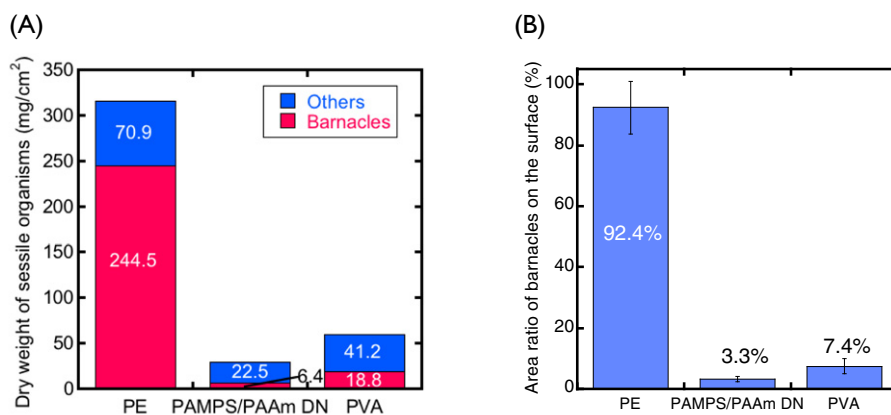 (A)
Dry weight of sessile organisms (mg/cm²)
350
300
250
200
150
100
50
0
Others
Barnacles
70.9
244.5
22.5
6.4
41.2
18.8
PE
PAMPS/PAAm DN
PVA
(B)
Area ratio of barnacles on the surface (%)
100
80
60
40
20
0
92.4%
3.3%
7.4%
PE
PAMPS/PAAm DN
PVA